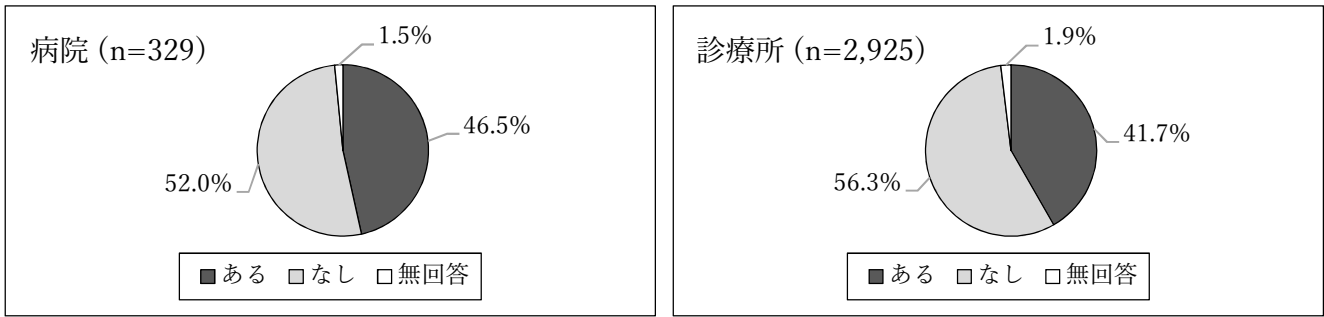 病院 (n=329)
1.5%
46.5%
52.0%
ある なし 無回答
診療所 (n=2,925)
1.9%
41.7%
56.3%
ある なし 無回答